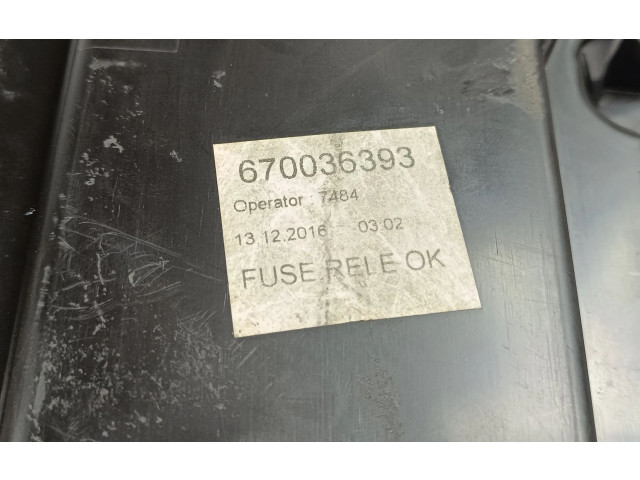 670036393
Operator : 7484
13.12.2016 - 03:02
FUSE RELE OK